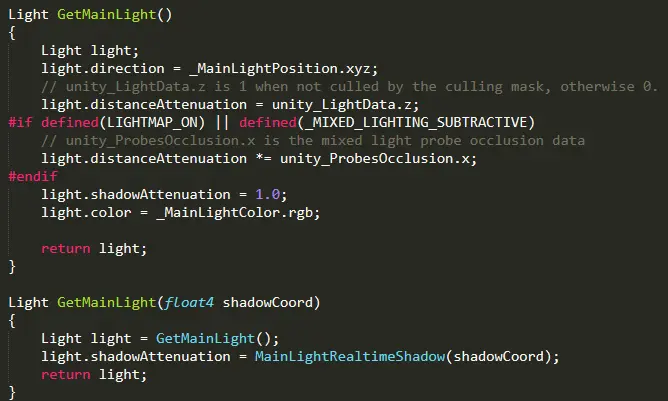 Light GetMainLight()
{
    Light light;
    light.direction = _MainLightPosition.xyz;
    // unity_LightData.z is 1 when not culled by the culling mask, otherwise 0.
    light.distanceAttenuation = unity_LightData.z;
#if defined(LIGHTMAP_ON) || defined(_MIXED_LIGHTING_SUBTRACTIVE)
    // unity_ProbesOcclusion.x is the mixed light probe occlusion data
    light.distanceAttenuation *= unity_ProbesOcclusion.x;
#endif
    light.shadowAttenuation = 1.0;
    light.color = _MainLightColor.rgb;

    return light;
}

Light GetMainLight(float4 shadowCoord)
{
    Light light = GetMainLight();
    light.shadowAttenuation = MainLightRealtimeShadow(shadowCoord);
    return light;
}